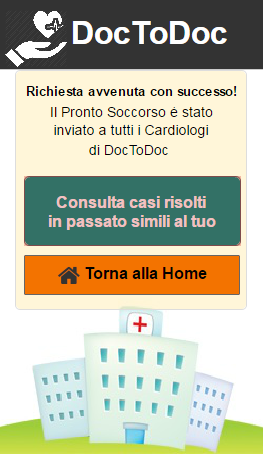 DocToDoc
Richiesta avvenuta con successo!
Il Pronto Soccorso è stato
inviato a tutti i Cardiologi
di DocToDoc
Consulta casi risolti
in passato simili al tuo
Torna alla Home